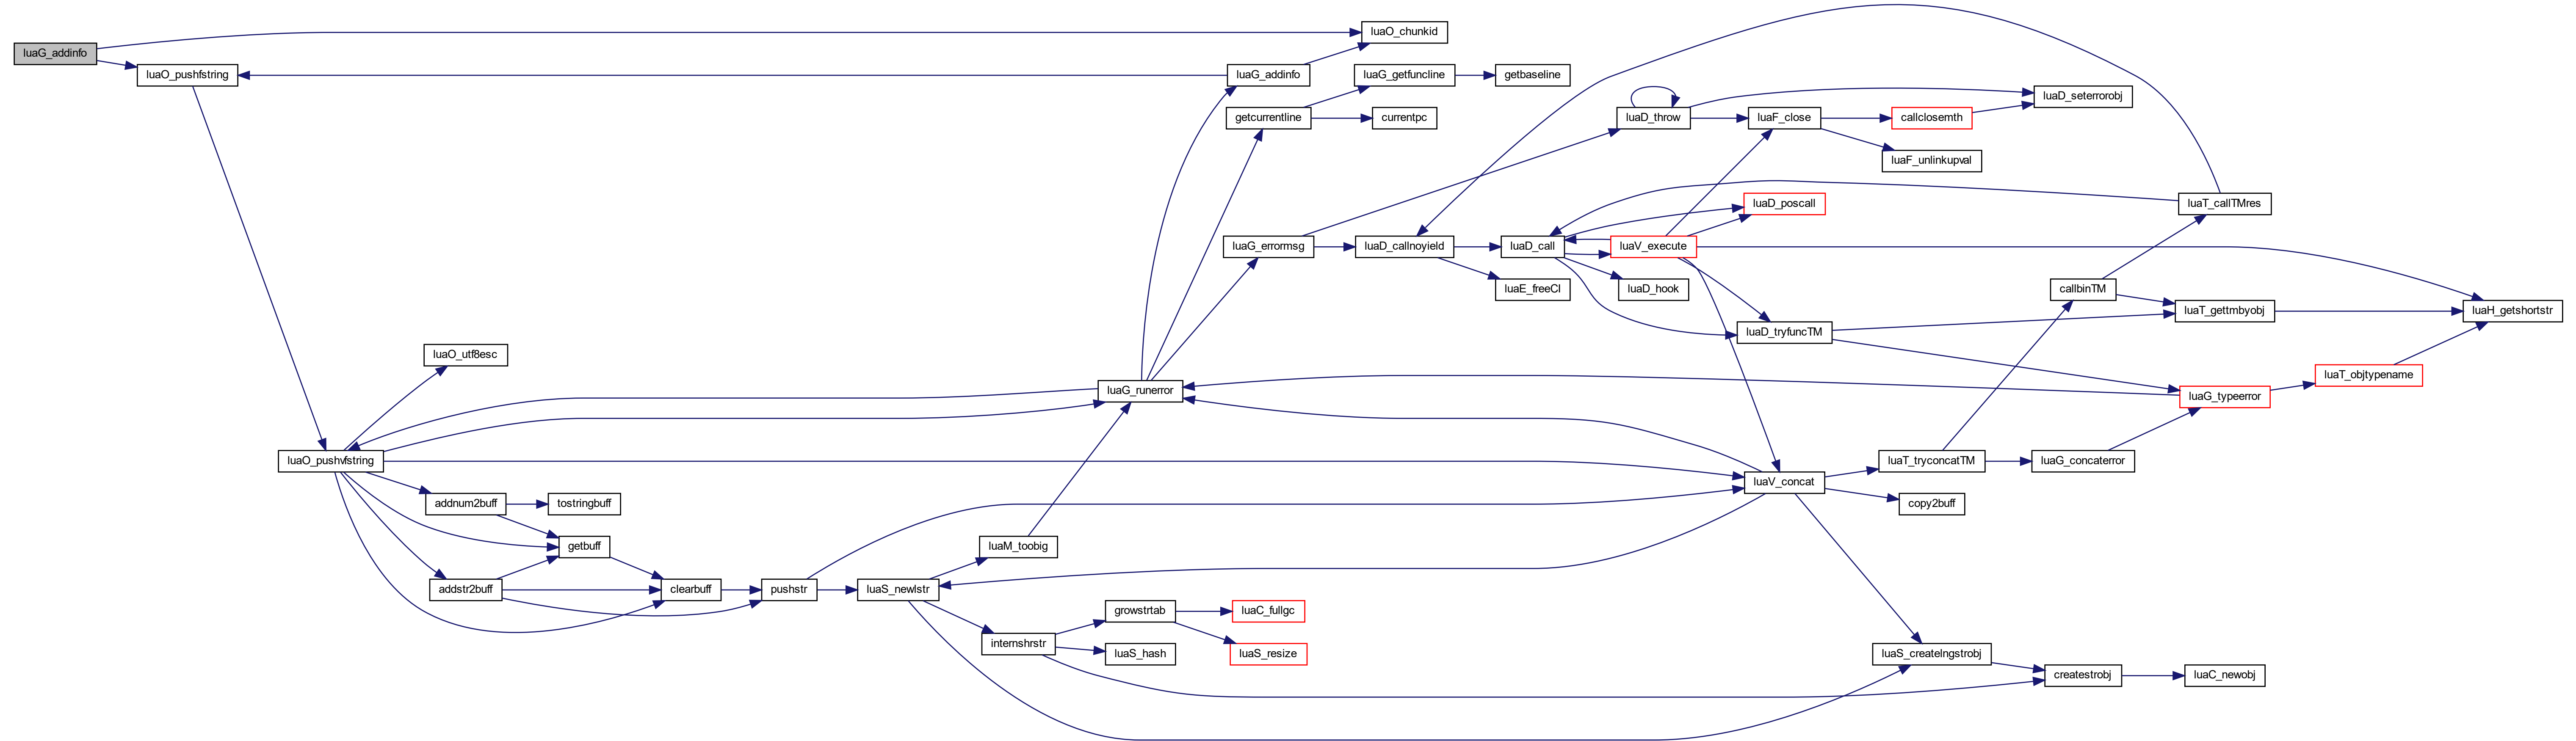 luaG_addinfo
luaO_pushfstring
luaO_pushvfstring
luaO_utf8esc
addnum2buff
tostringbuff
getbuff
addstr2buff
clearbuff
pushstr
luaS_newlstr
luaM_toobig
internshrstr
growstrtab
luaS_hash
luaC_fullgc
luaS_resize
luaG_runerror
luaG_addinfo
getcurrentline
luaG_errormsg
luaO_chunkid
luaG_getfuncline
getbaseline
currentpc
luaD_callnoyield
luaD_call
luaE_freeCI
luaD_throw
luaV_execute
luaD_hook
luaF_close
luaD_poscall
luaD_tryfuncTM
luaV_concat
callclosemth
luaF_unlinkupval
luaD_seterrorobj
luaT_callTMres
callbinTM
luaT_gettmbyobj
luaH_getshortstr
luaT_objtypename
luaG_typeerror
luaT_tryconcatTM
luaG_concaterror
copy2buff
luaS_createlngstrobj
createstrobj
luaC_newobj